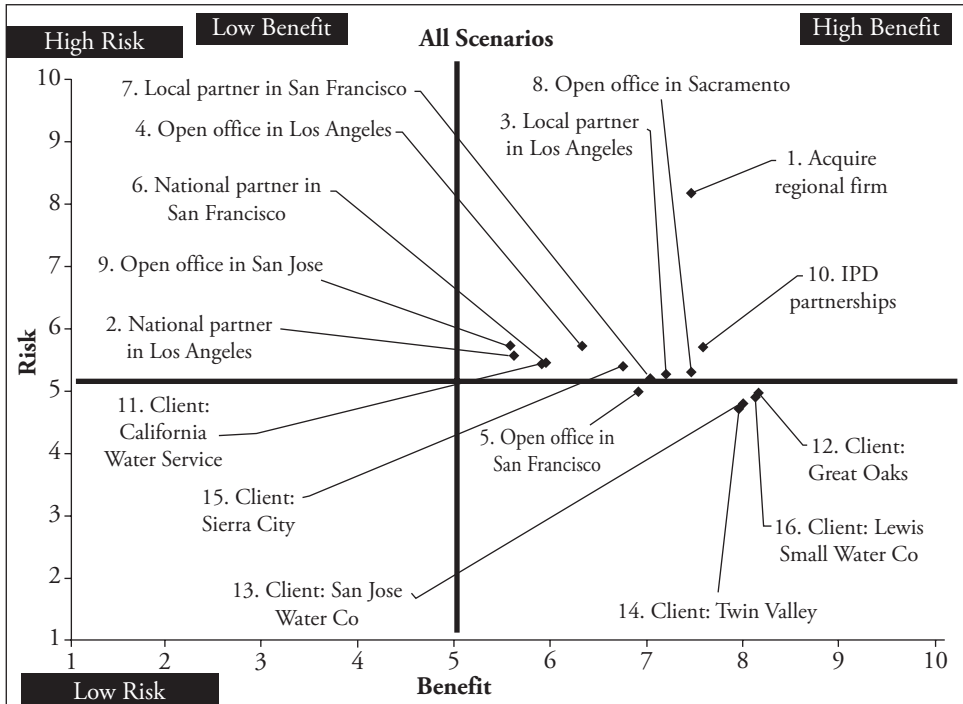 High Risk
Low Benefit
All Scenarios
High Benefit
10
9
8
7
6
5
4
3
2
1
Risk
7. Local partner in San Francisco
8. Open office in Sacramento
4. Open office in Los Angeles
3. Local partner
in Los Angeles
1. Acquire
regional firm
6. National partner in
San Francisco
9. Open office in San Jose
10. IPD
partnerships
2. National partner
in Los Angeles
11. Client:
California
Water Service
5. Open office in
San Francisco
12. Client:
Great Oaks
15. Client:
Sierra City
16. Client: Lewis
Small Water Co
13. Client: San Jose
Water Co
14. Client: Twin Valley
1 2 3 4 5 6 7 8 9 10
Low Risk
Benefit